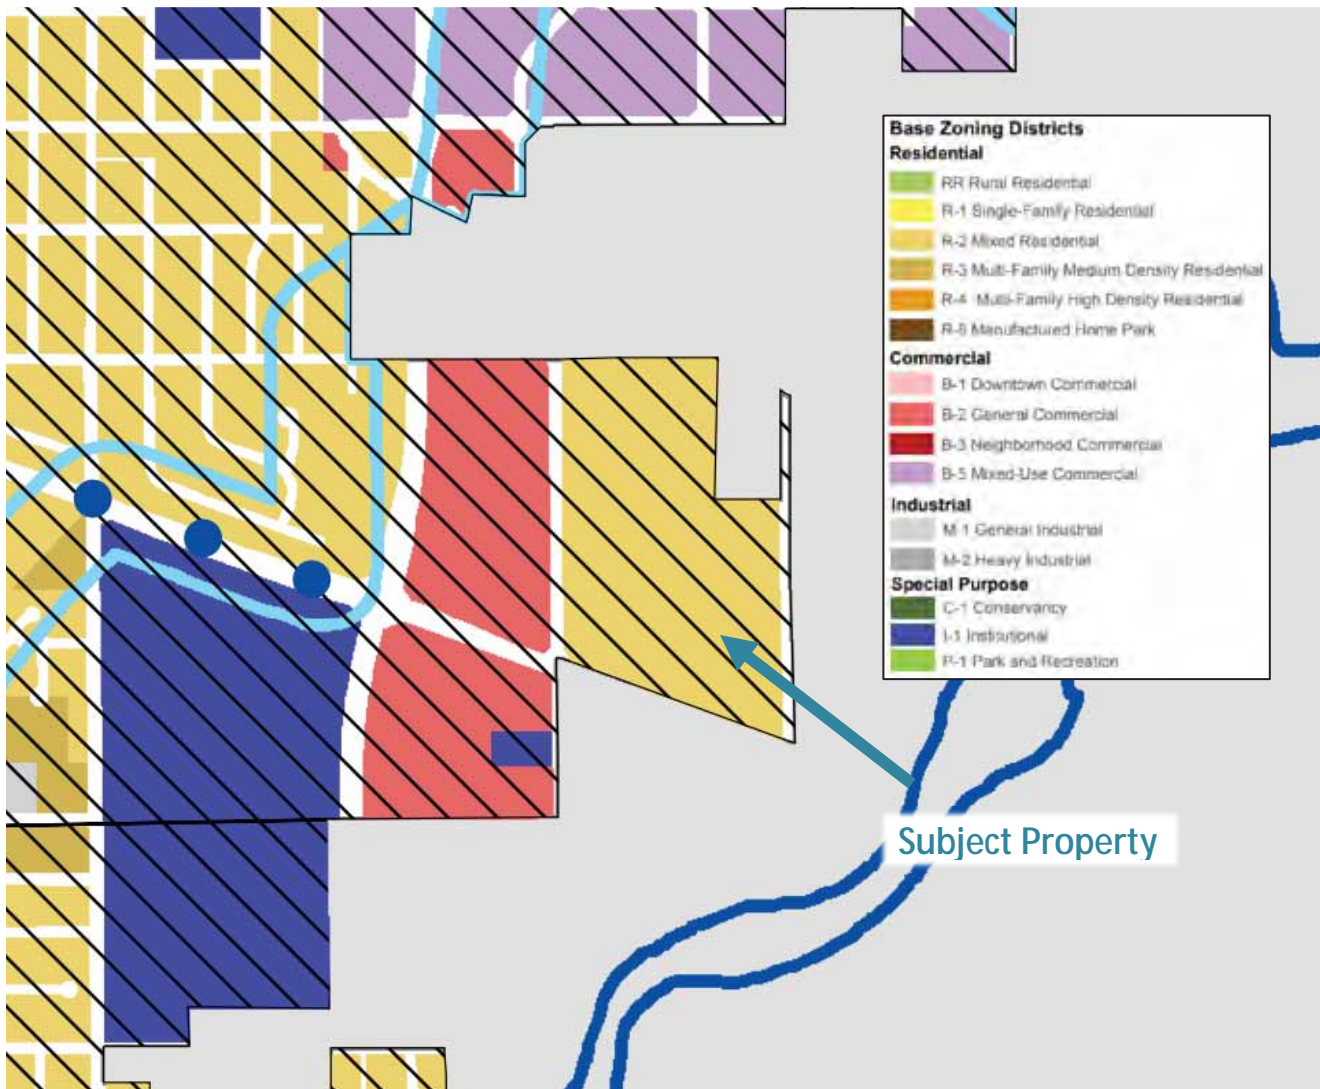 Base Zoning Districts
Residential
RR Rural Residential
R-1 Single-Family Residential
R-2 Mixed Residential
R-3 Multi-Family Medium Density Residential
R-4 Multi-Family High Density Residential
R-5 Manufactured Home Park
Commercial
B-1 Downtown Commercial
B-2 General Commercial
B-3 Neighborhood Commercial
B-5 Mixed-Use Commercial
Industrial
M-1 General Industrial
M-2 Heavy Industrial
Special Purpose
C-1 Conservancy
I-1 Institutional
P-1 Park and Recreation
Subject Property